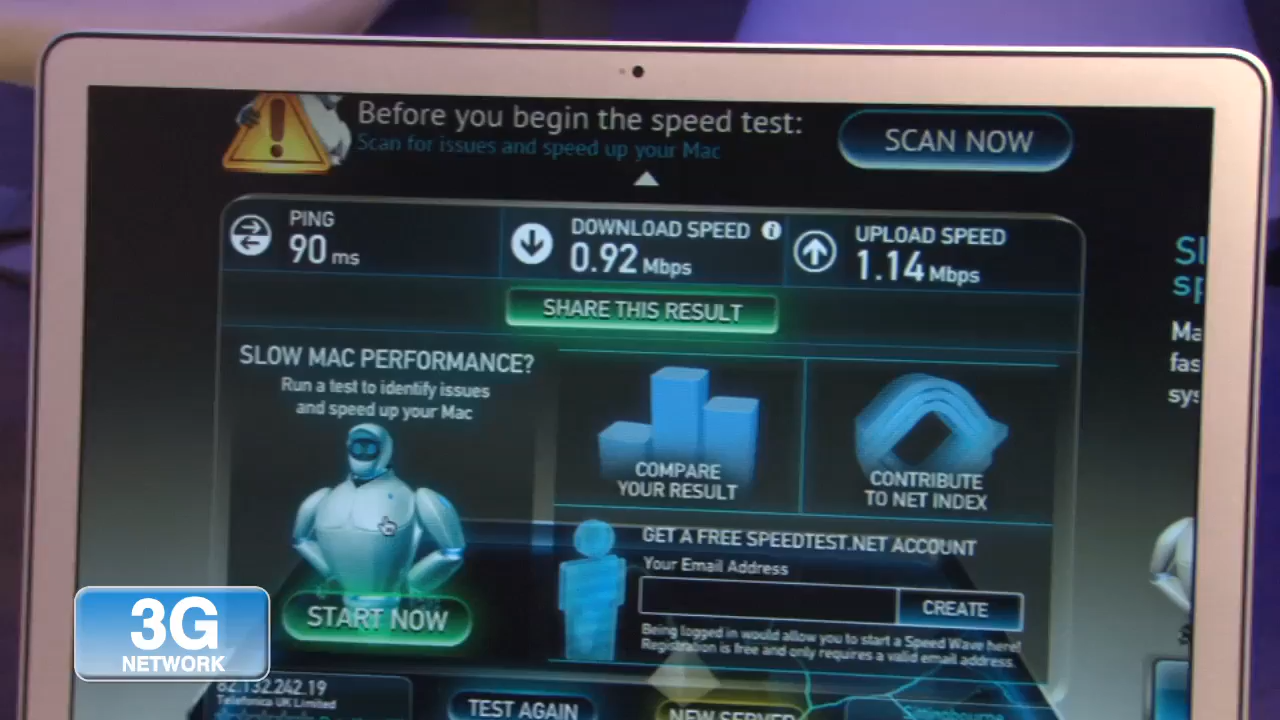 Before you begin the speed test:
Scan for issues and speed up your Mac
SCAN NOW
PING
90 ms
DOWNLOAD SPEED
0.92 Mbps
UPLOAD SPEED
1.14 Mbps
SHARE THIS RESULT
SLOW MAC PERFORMANCE?
Run a test to identify issues
and speed up your Mac
START NOW
COMPARE
YOUR RESULT
CONTRIBUTE
TO NET INDEX
GET A FREE SPEEDTEST.NET ACCOUNT
Your Email Address
CREATE
Being logged in would allow you to start a Speed Wave here!
Registration is free and only requires a valid email address.
82.132.242.19
Telefonica UK Limited
TEST AGAIN
NEW SERVER
Sittingbourne
3G
NETWORK